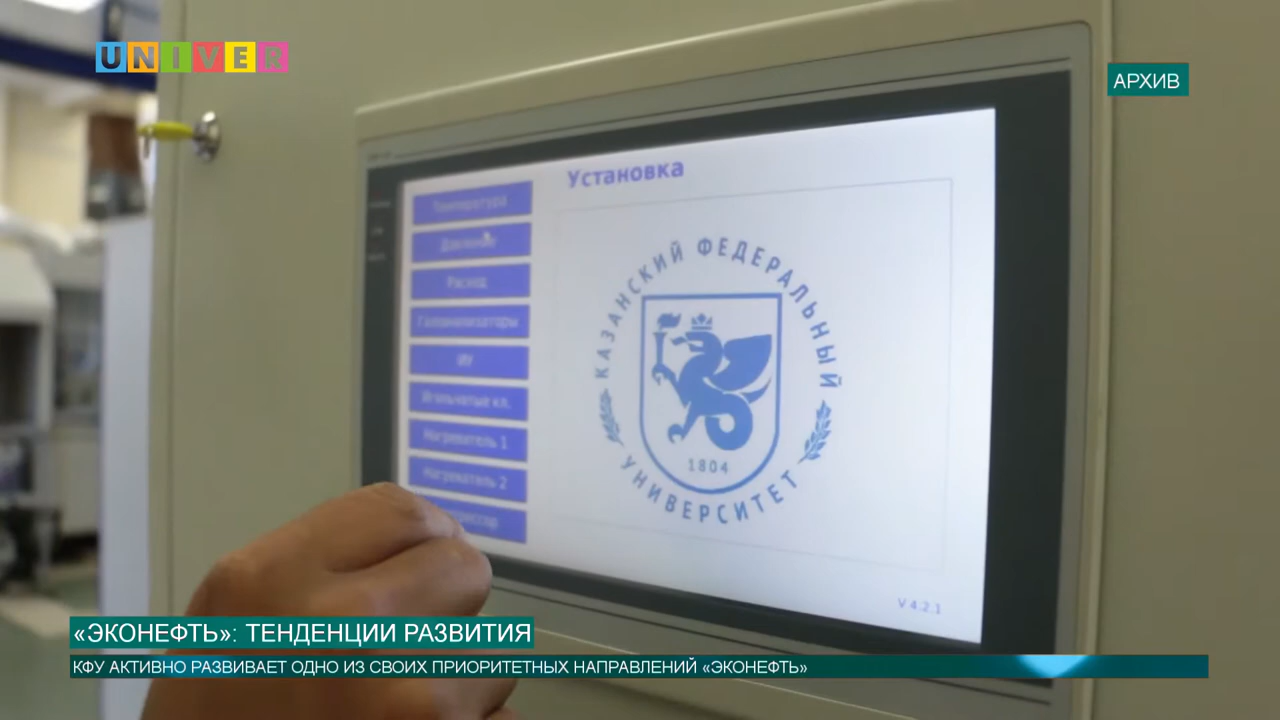 UNIVER
АРХИВ
Установка
Температура
Давление
Расход
ИУ
Игольчатые кл.
Нагреватель 1
Нагреватель 2
КАЗАНСКИЙ ФЕДЕРАЛЬНЫЙ
УНИВЕРСИТЕТ
1804
V 4.2.1
«ЭКОНЕФТЬ»: ТЕНДЕНЦИИ РАЗВИТИЯ
КФУ АКТИВНО РАЗВИВАЕТ ОДНО ИЗ СВОИХ ПРИОРИТЕТНЫХ НАПРАВЛЕНИЙ «ЭКОНЕФТЬ»